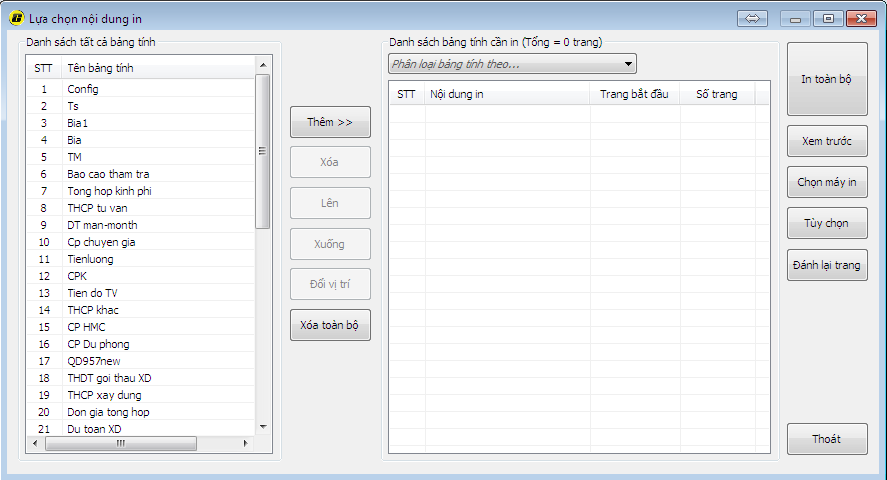 Lựa chọn nội dung in
Danh sách tất cả bảng tính
STT Tên bảng tính
1 Config
2 Ts
3 Bia1
4 Bia
5 TM
6 Bao cao tham tra
7 Tong hop kinh phi
8 THCP tu van
9 DT man-month
10 Cp chuyen gia
11 Tienluong
12 CPK
13 Tien do TV
14 THCP khac
15 CP HMC
16 CP Du phong
17 QD957new
18 THDT goi thau XD
19 THCP xay dung
20 Don gia tong hop
21 Du toan XD
Thêm >>
Xóa
Lên
Xuống
Đổi vị trí
Xóa toàn bộ
Danh sách bảng tính cần in (Tổng = 0 trang)
Phân loại bảng tính theo...
STT Nội dung in Trang bắt đầu Số trang
In toàn bộ
Xem trước
Chọn máy in
Tùy chọn
Đánh lại trang
Thoát